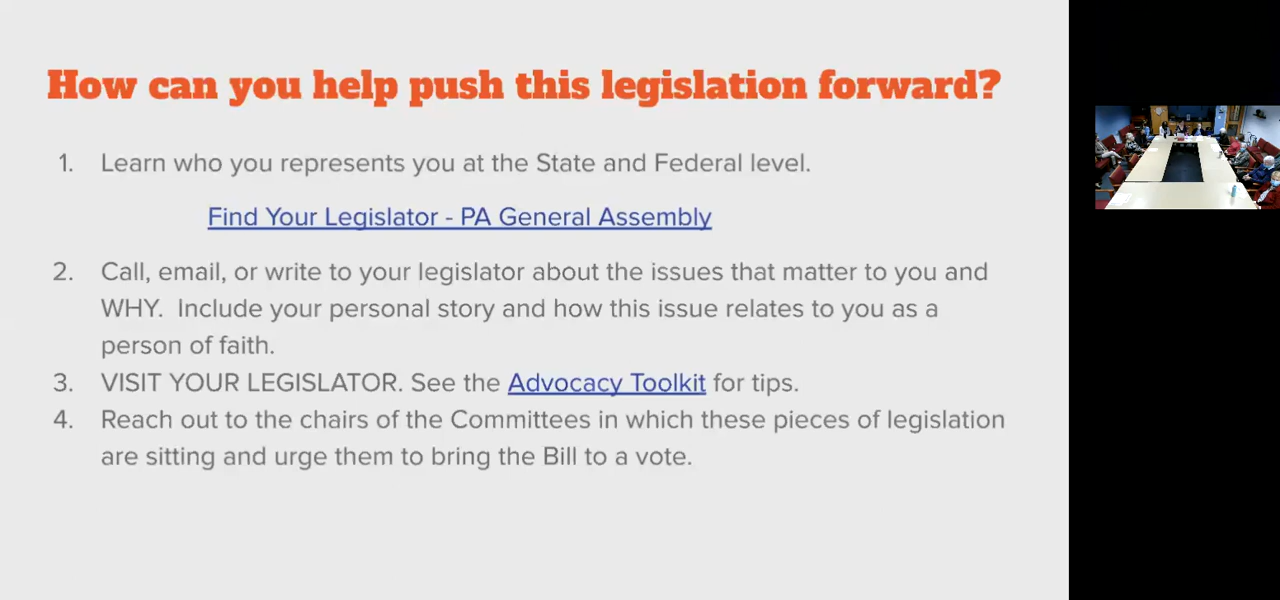 How can you help push this legislation forward?
1. Learn who you represents you at the State and Federal level.
Find Your Legislator - PA General Assembly
2. Call, email, or write to your legislator about the issues that matter to you and
WHY.  Include your personal story and how this issue relates to you as a
person of faith.
3. VISIT YOUR LEGISLATOR. See the Advocacy Toolkit for tips.
4. Reach out to the chairs of the Committees in which these pieces of legislation
are sitting and urge them to bring the Bill to a vote.